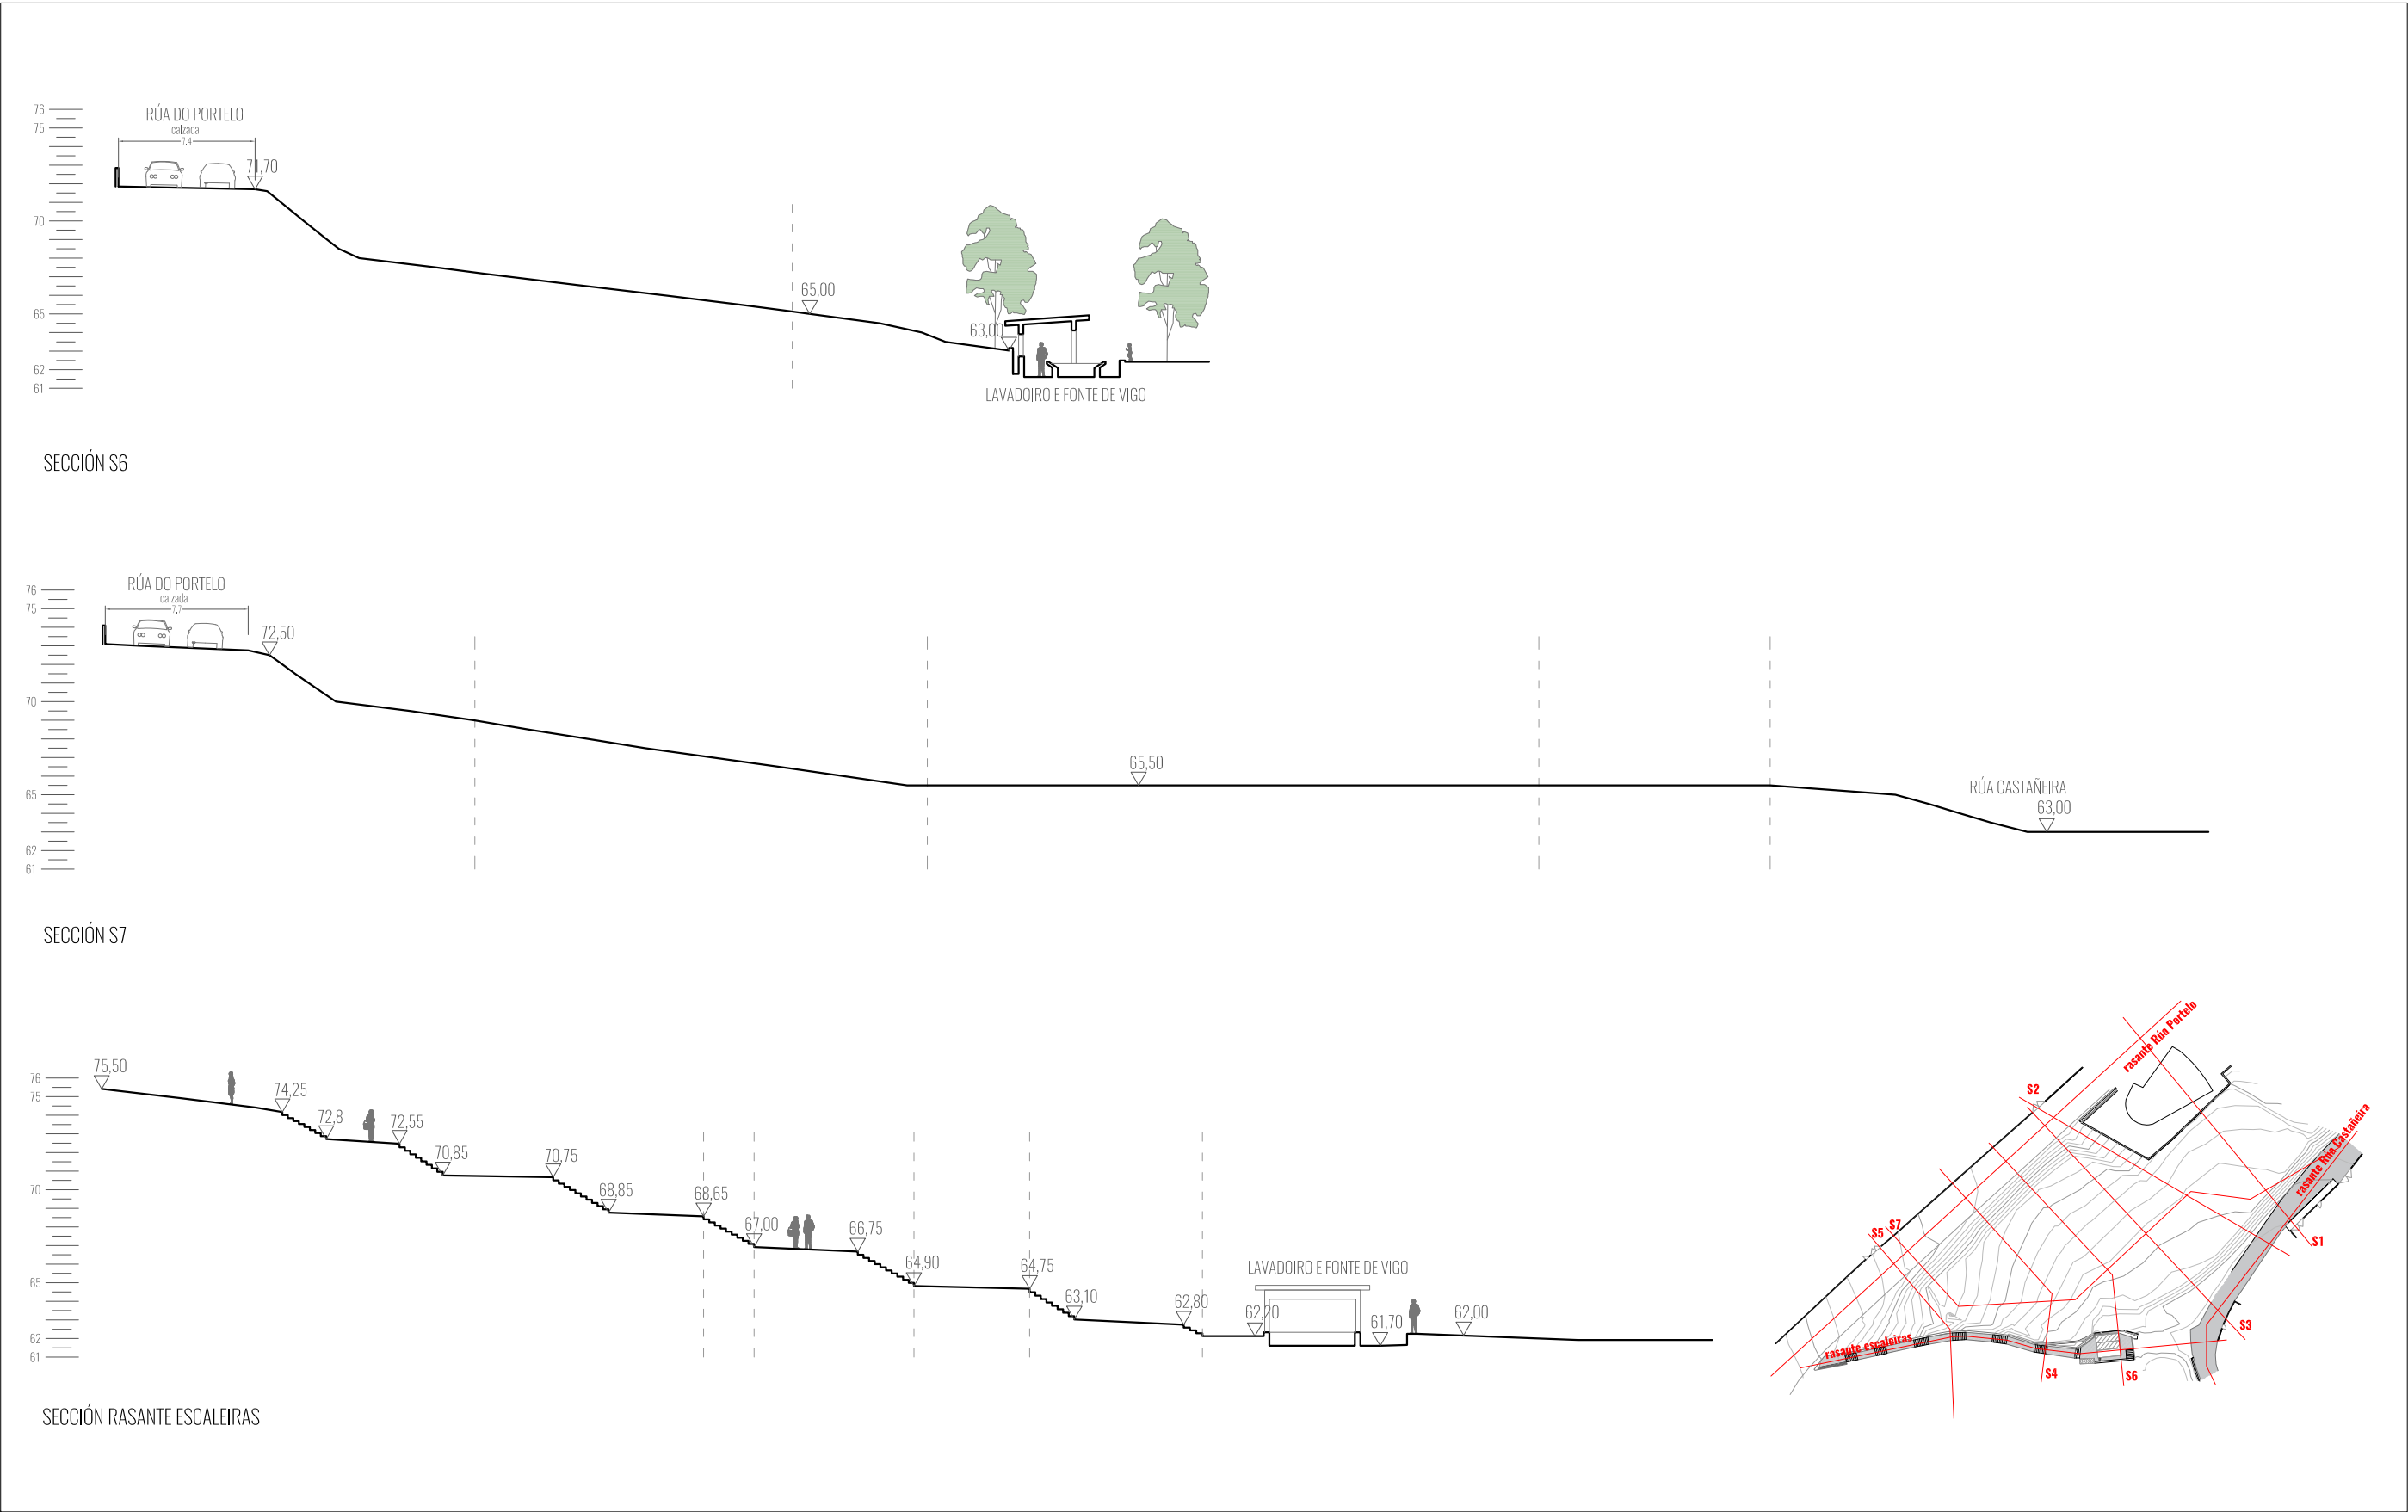 RÚA DO PORTELO
calzada
7,4
71,70
76
75
70
65
62
61
65,00
63,00
LAVADOIRO E FONTE DE VIGO
SECCIÓN S6
RÚA DO PORTELO
calzada
7,7
72,50
76
75
70
65
62
61
65,50
RÚA CASTAÑEIRA
63,00
SECCIÓN S7
75,50
76
75
70
65
62
61
74,25
72,8
72,55
70,85
70,75
68,85
68,65
67,00
66,75
64,90
64,75
63,10
62,80
LAVADOIRO E FONTE DE VIGO
62,20
61,70
62,00
SECCIÓN RASANTE ESCALEIRAS
rasante Rúa Portelo
S2
rasante Rúa Castañeira
S5
S7
S1
S3
rasante escaleiras
S4
S6